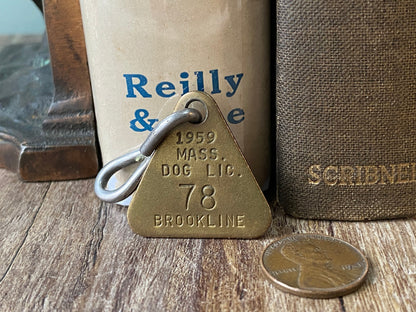 Reilly
&
1959
MASS.
DOG LIC.
78
BROOKLINE
SCRIBNE